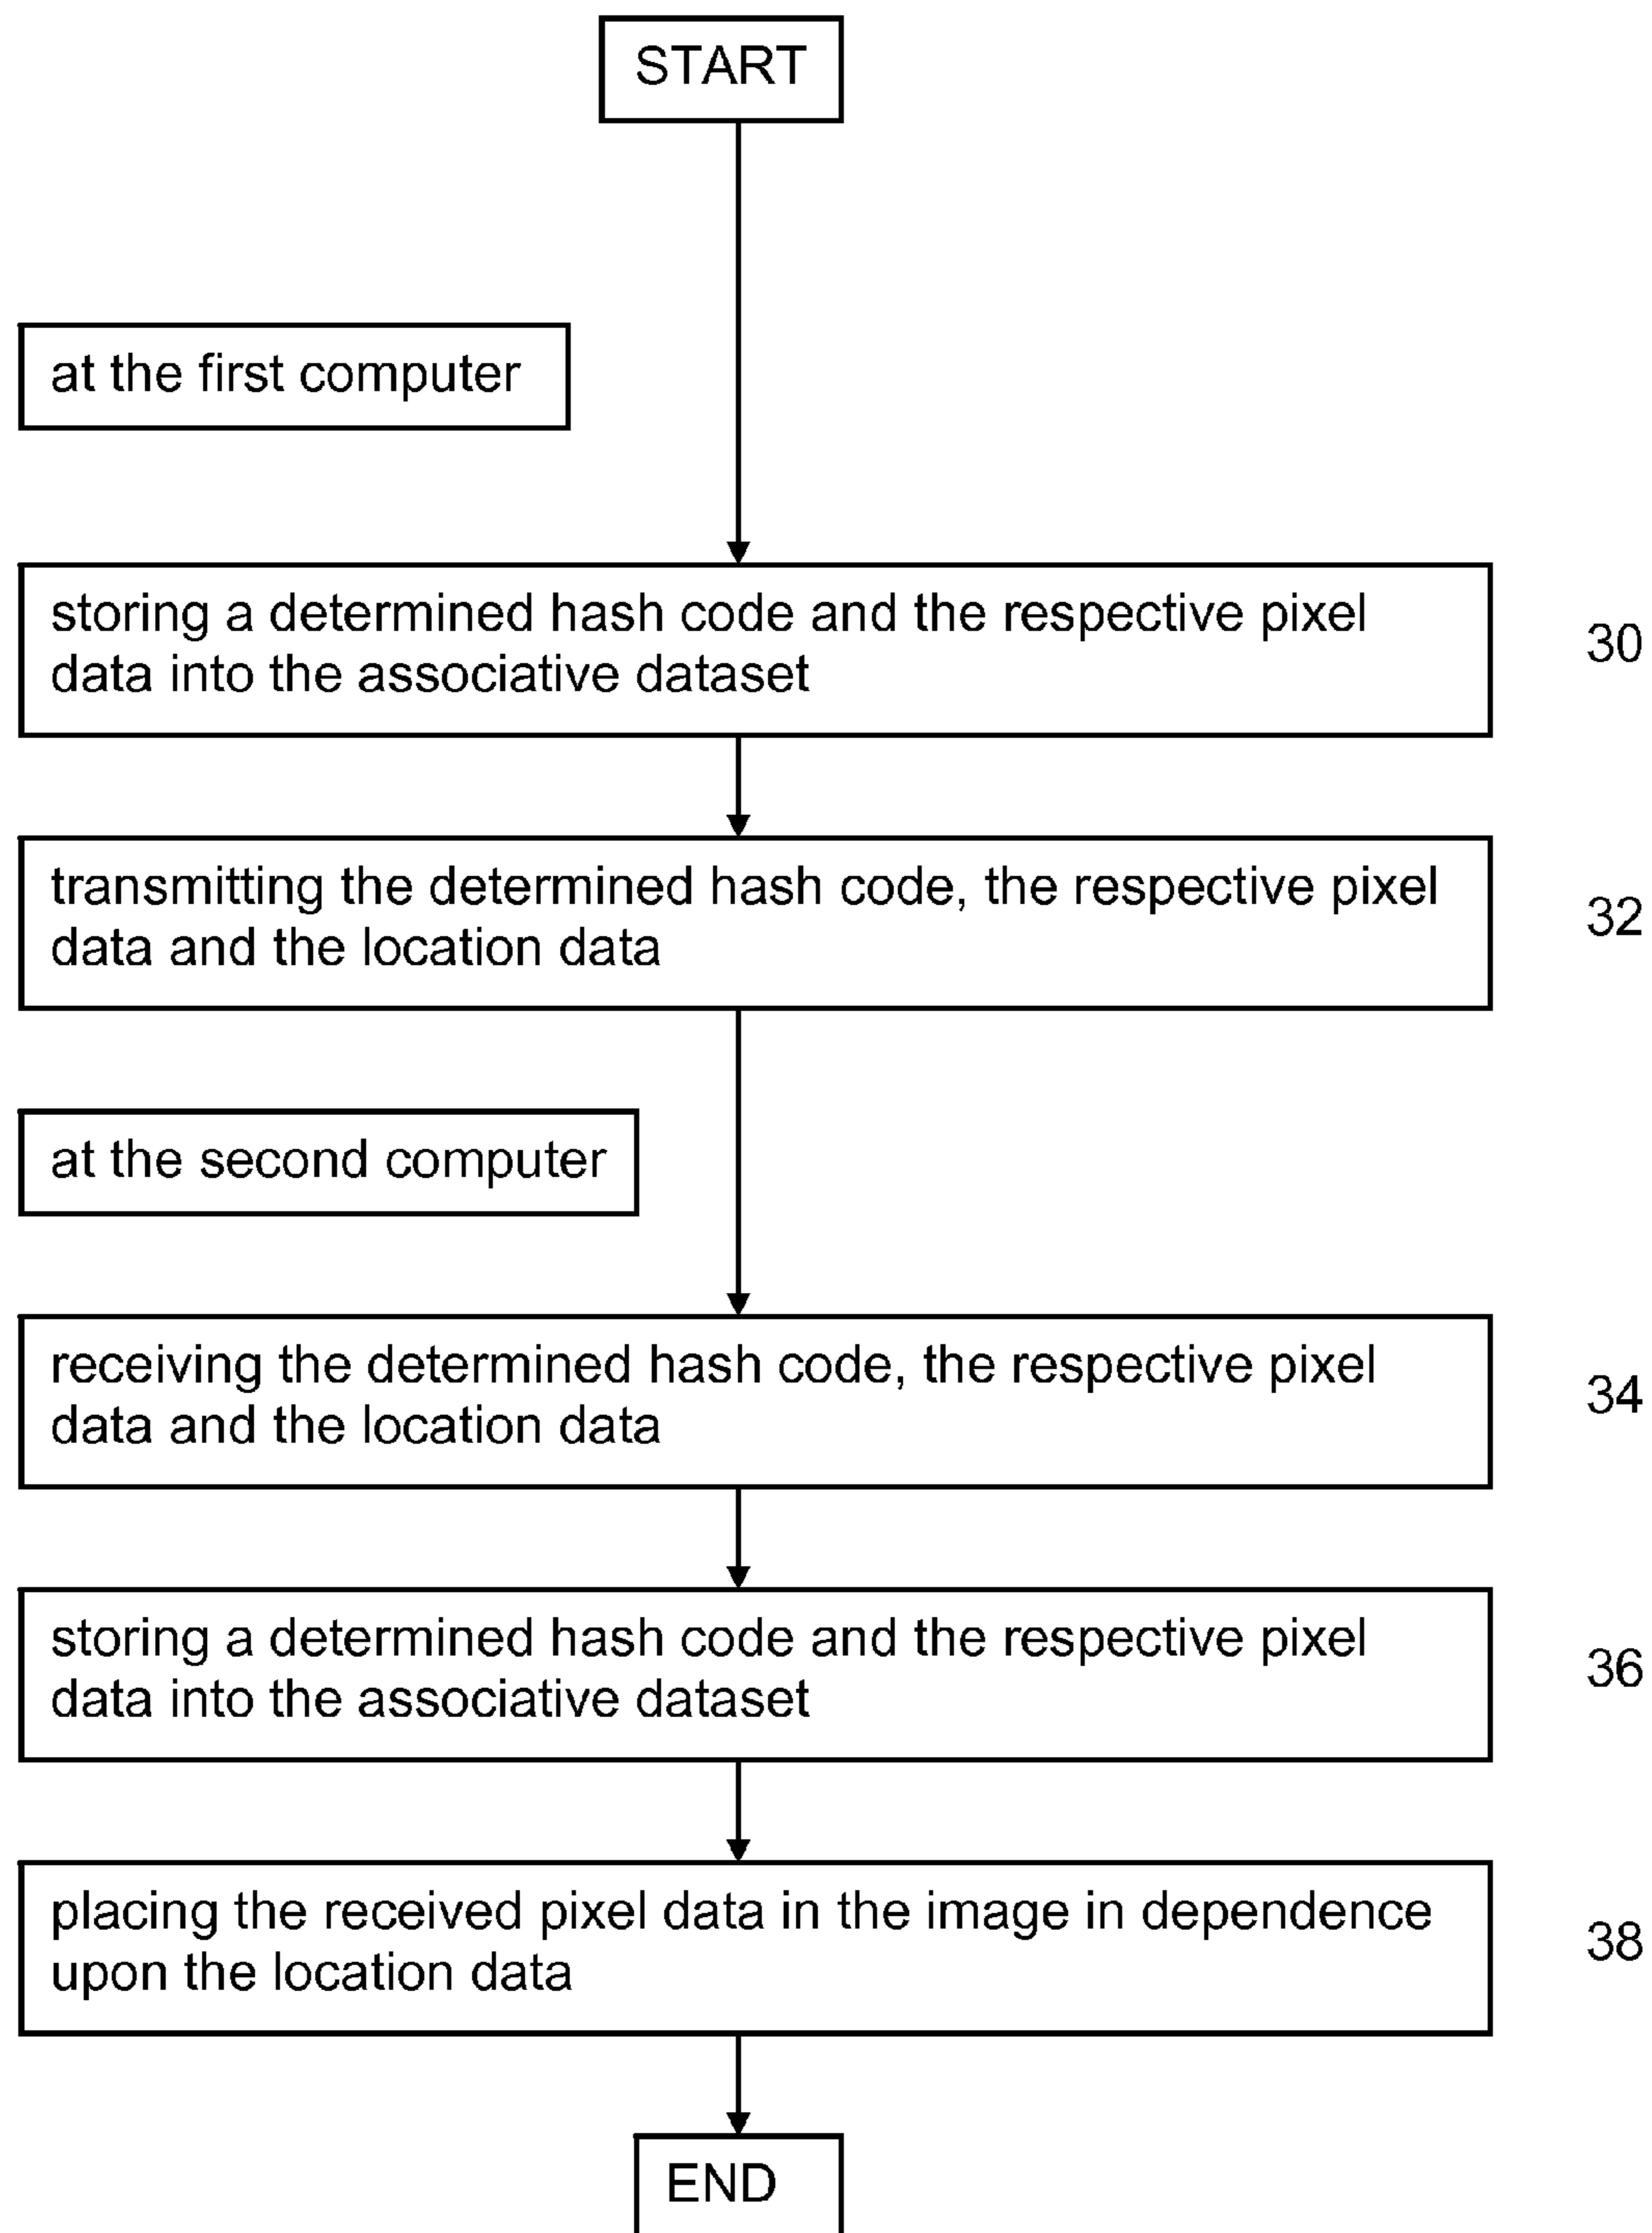 START
at the first computer
storing a determined hash code and the respective pixel
data into the associative dataset
30
transmitting the determined hash code, the respective pixel
data and the location data
32
at the second computer
receiving the determined hash code, the respective pixel
data and the location data
34
storing a determined hash code and the respective pixel
data into the associative dataset
36
placing the received pixel data in the image in dependence
upon the location data
38
END